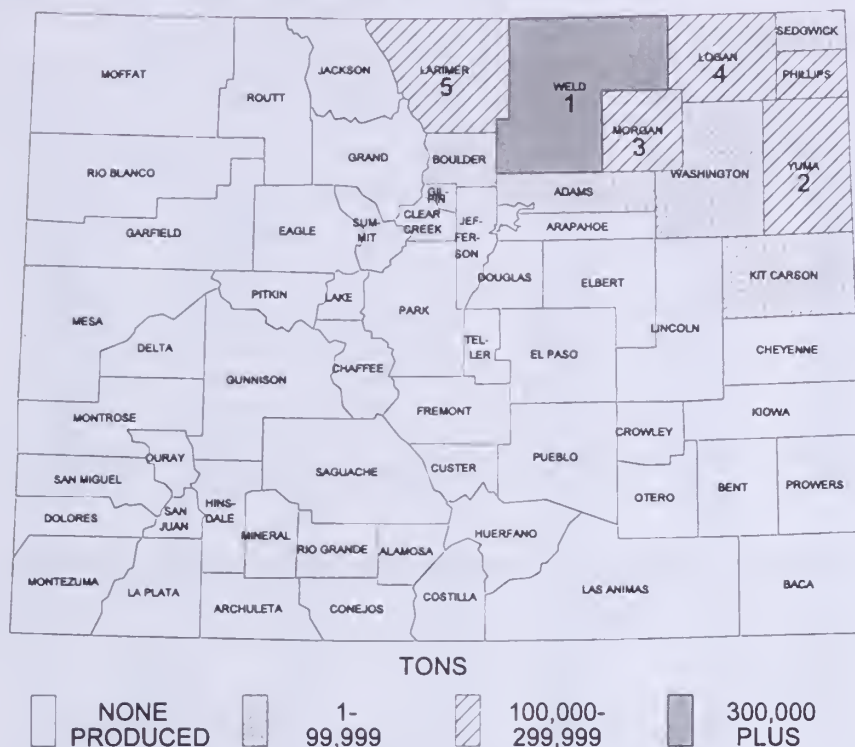 SEDGWICK
MOFFAT
ROUTT
JACKSON
LARIMER
5
WELD
1
LOGAN
4
PHILLIPS
MORGAN
3
RIO BLANCO
GRAND
BOULDER
WASHINGTON
YUMA
2
GARFIELD
EAGLE
SUM-
MIT
GIL-
PIN
CLEAR
CREEK
JEF-
FER-
SON
ADAMS
ARAPAHOE
DOUGLAS
ELBERT
KIT CARSON
MESA
PITKIN
LAKE
PARK
LINCOLN
DELTA
GUNNISON
CHAFFEE
TEL-
LER
EL PASO
CHEYENNE
MONTROSE
FREMONT
KIOWA
OURAY
CROWLEY
SAN MIGUEL
SAGUACHE
CUSTER
PUEBLO
OTERO
BENT
PROWERS
DOLORES
SAN
JUAN
HINS-
DALE
MINERAL
RIO GRANDE
ALAMOSA
HUERFANO
MONTEZUMA
LA PLATA
ARCHULETA
CONEJOS
COSTILLA
LAS ANIMAS
BACA
TONS
NONE
PRODUCED
1-
99,999
100,000-
299,999
300,000
PLUS